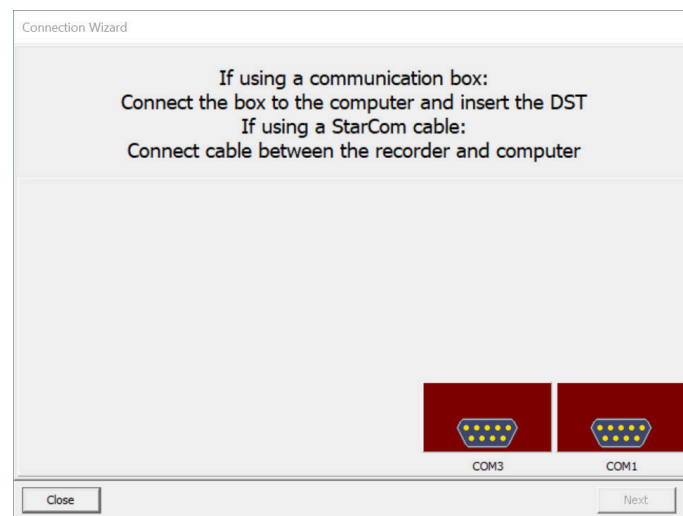 Connection Wizard
If using a communication box:
Connect the box to the computer and insert the DST
If using a StarCom cable:
Connect cable between the recorder and computer
COM3 COM1
Close Next